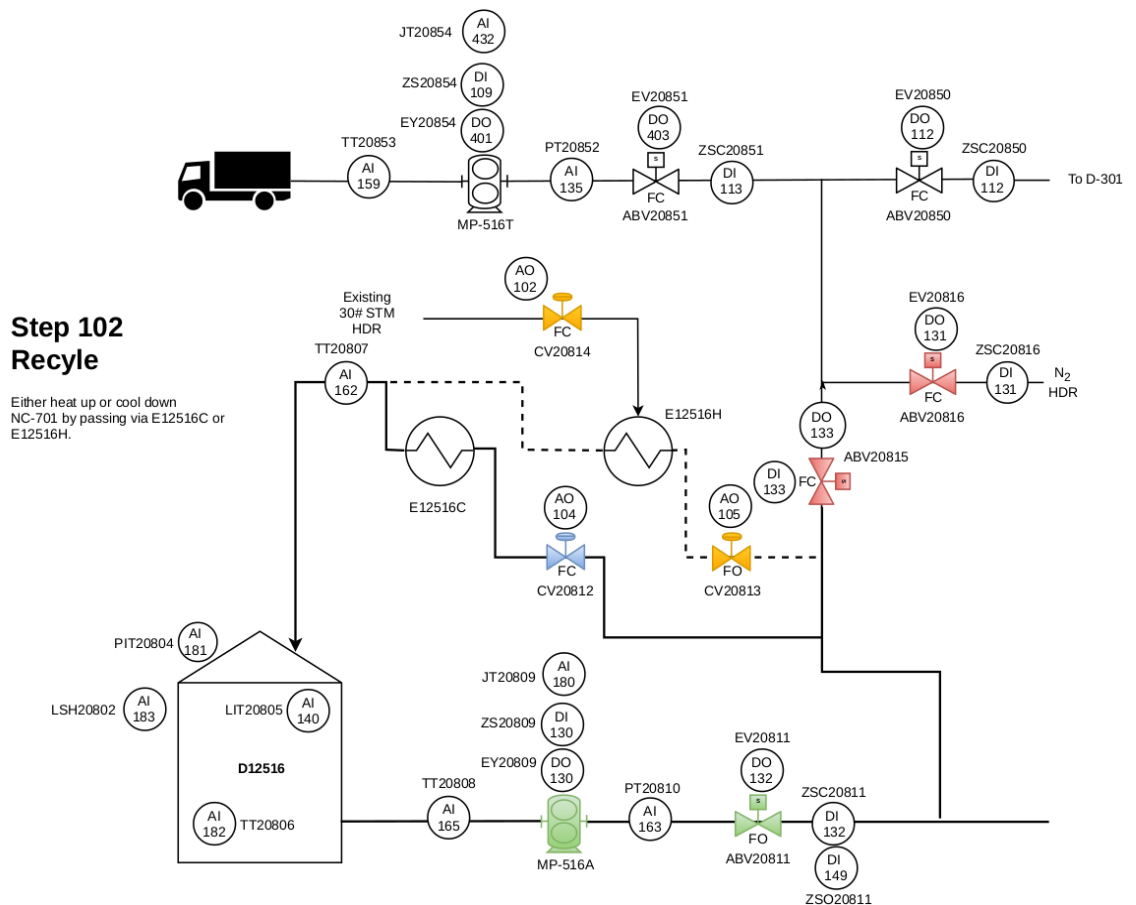 JT20854
AI
432
ZS20854
DI
109
EY20854
DO
401
TT20853
AI
159
MP-516T
PT20852
AI
135
EV20851
DO
403
S
FC
ABV20851
ZSC20851
DI
113
EV20850
DO
112
S
FC
ABV20850
ZSC20850
DI
112
To D-301
AO
102
Existing
30# STM
HDR
FC
CV20814
Step 102
Recyle
Either heat up or cool down
NC-701 by passing via E12516C or
E12516H.
TT20807
AI
162
E12516C
E12516H
EV20816
DO
131
S
FC
ABV20816
ZSC20816
DI
131
N2
HDR
DO
133
ABV20815
DI
133
FC
S
AO
104
FC
CV20812
AO
105
FO
CV20813
PIT20804
AI
181
LSH20802
AI
183
LIT20805
AI
140
D12516
AI
182
TT20806
JT20809
AI
180
ZS20809
DI
130
EY20809
DO
130
TT20808
AI
165
MP-516A
PT20810
AI
163
EV20811
DO
132
S
FO
ABV20811
ZSC20811
DI
132
DI
149
ZSO20811